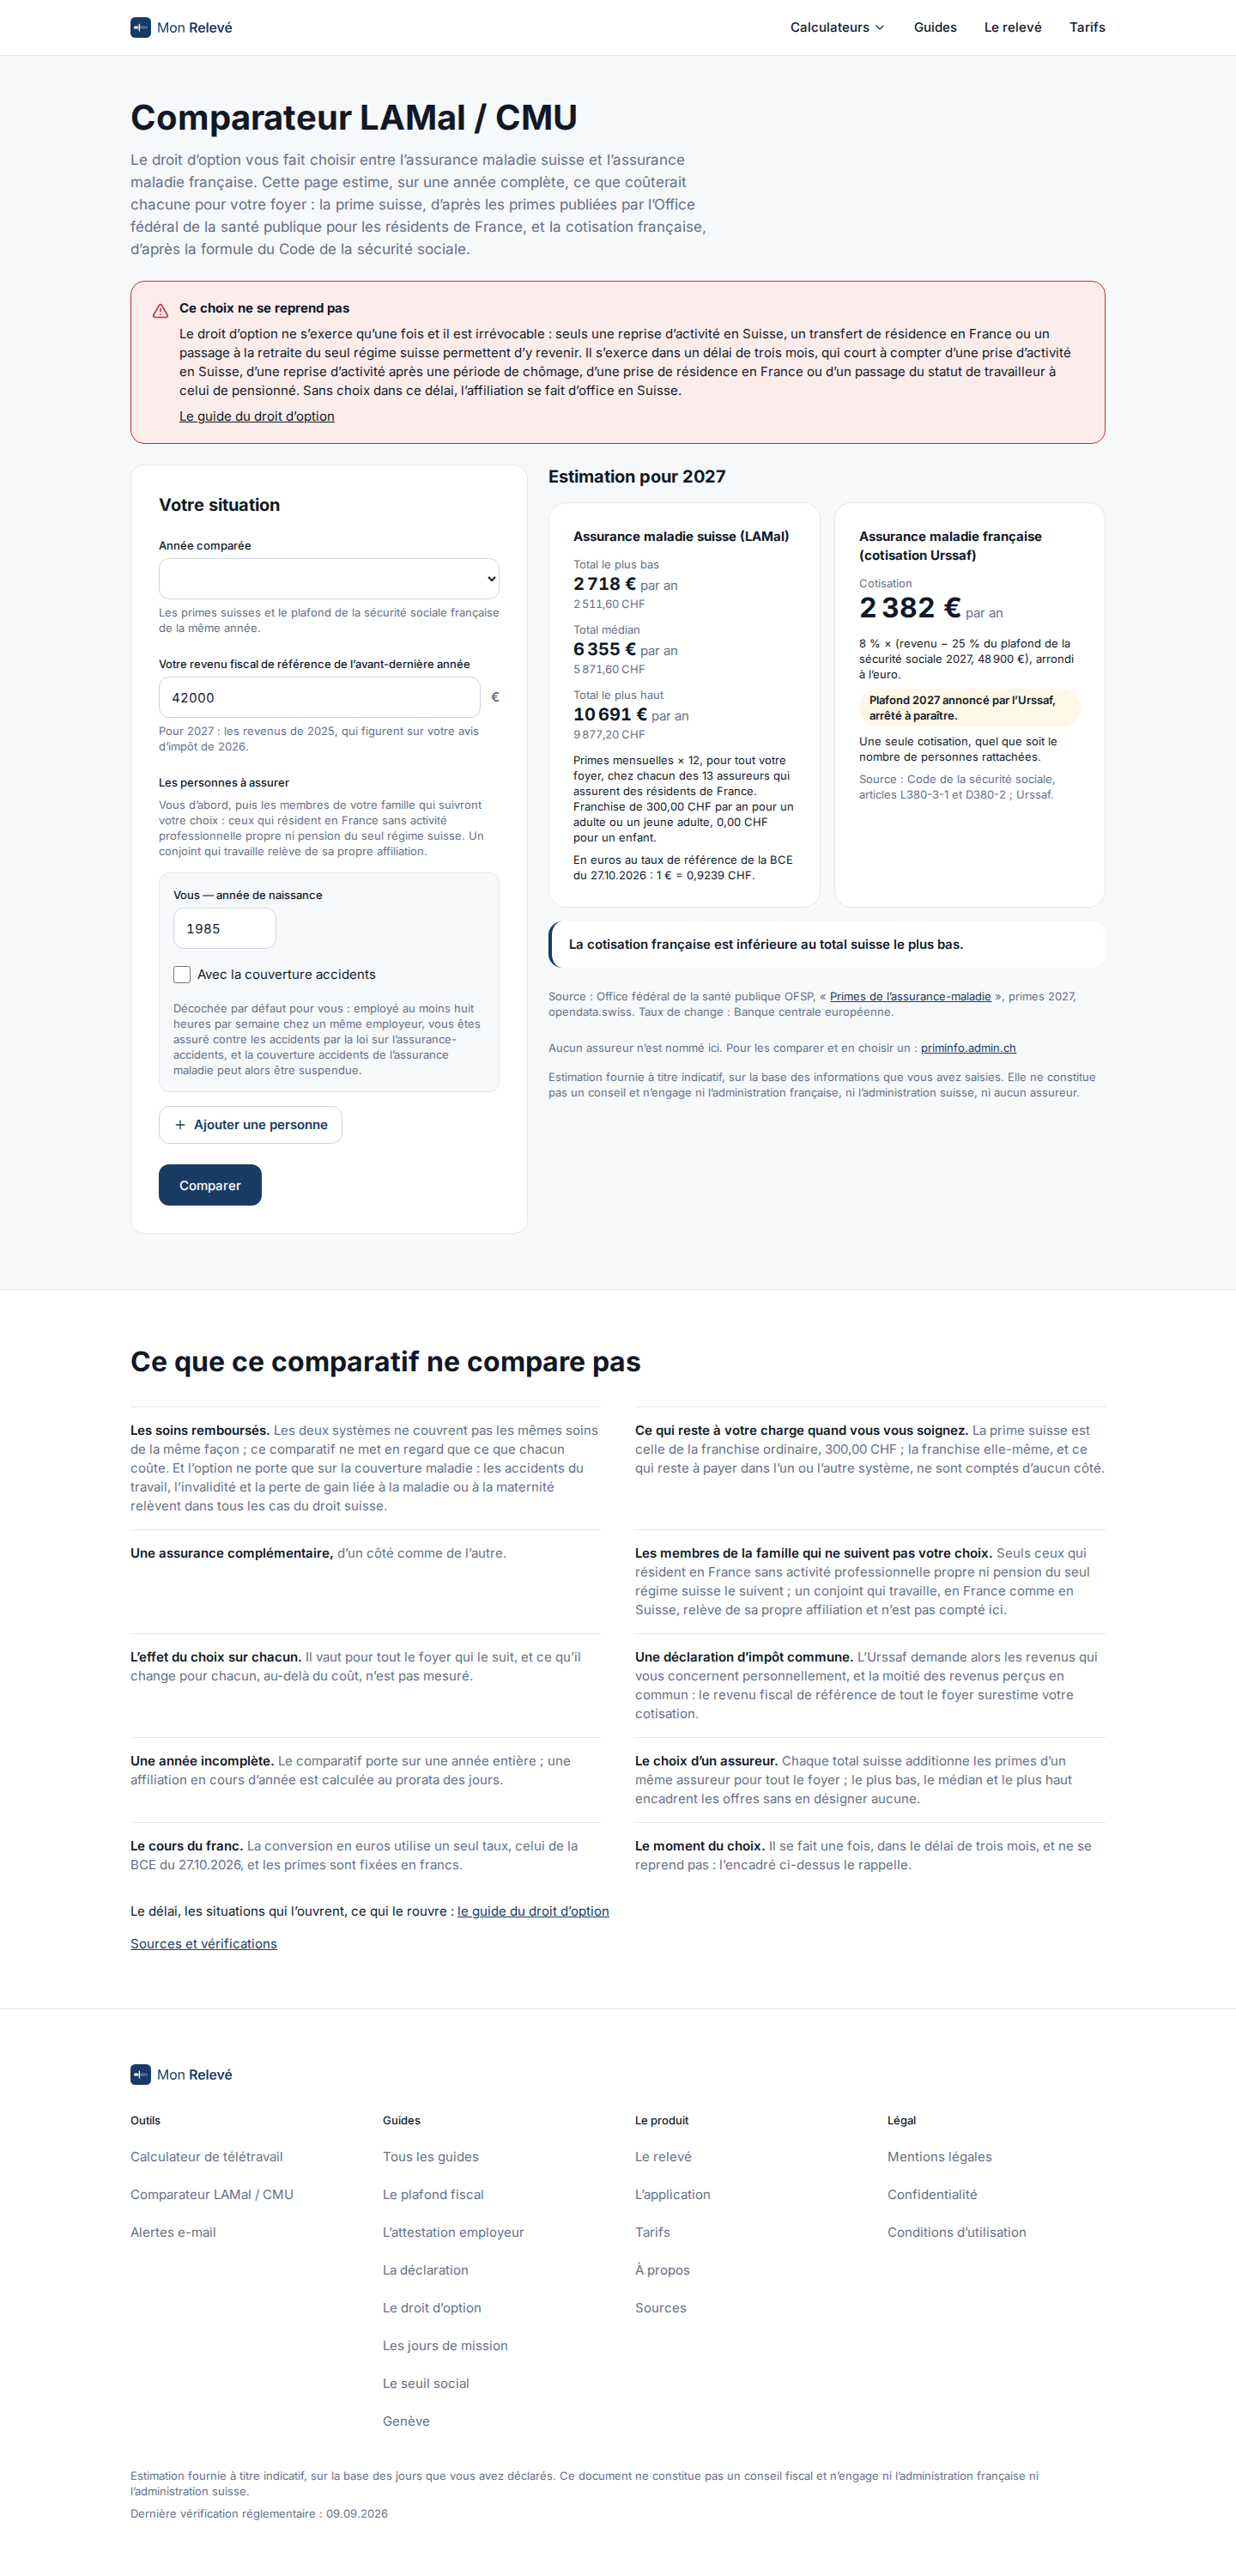 Mon Relevé
Calculateurs
Guides
Le relevé
Tarifs
Comparateur LAMal / CMU
Le droit d’option vous fait choisir entre l’assurance maladie suisse et l’assurance
maladie française. Cette page estime, sur une année complète, ce que coûterait
chacune pour votre foyer : la prime suisse, d’après les primes publiées par l’Office
fédéral de la santé publique pour les résidents de France, et la cotisation française,
d’après la formule du Code de la sécurité sociale.
Ce choix ne se reprend pas
Le droit d’option ne s’exerce qu’une fois et il est irrévocable : seuls une reprise d’activité en Suisse, un transfert de résidence en France ou un
passage à la retraite du seul régime suisse permettent d’y revenir. Il s’exerce dans un délai de trois mois, qui court à compter d’une prise d’activité
en Suisse, d’une reprise d’activité après une période de chômage, d’une prise de résidence en France ou d’un passage du statut de travailleur à
celui de pensionné. Sans choix dans ce délai, l’affiliation se fait d’office en Suisse.
Le guide du droit d’option
Votre situation
Année comparée
Les primes suisses et le plafond de la sécurité sociale française
de la même année.
Votre revenu fiscal de référence de l’avant-dernière année
42000
€
Pour 2027 : les revenus de 2025, qui figurent sur votre avis
d’impôt de 2026.
Les personnes à assurer
Vous d’abord, puis les membres de votre famille qui suivront
votre choix : ceux qui résident en France sans activité
professionnelle propre ni pension du seul régime suisse. Un
conjoint qui travaille relève de sa propre affiliation.
Vous — année de naissance
1985
Avec la couverture accidents
Décochée par défaut pour vous : employé au moins huit
heures par semaine chez un même employeur, vous êtes
assuré contre les accidents par la loi sur l’assurance-
accidents, et la couverture accidents de l’assurance
maladie peut alors être suspendue.
Ajouter une personne
Comparer
Estimation pour 2027
Assurance maladie suisse (LAMal)
Total le plus bas
2 718 € par an
2 511,60 CHF
Total médian
6 355 € par an
5 871,60 CHF
Total le plus haut
10 691 € par an
9 877,20 CHF
Primes mensuelles × 12, pour tout votre
foyer, chez chacun des 13 assureurs qui
assurent des résidents de France.
Franchise de 300,00 CHF par an pour un
adulte ou un jeune adulte, 0,00 CHF
pour un enfant.
En euros au taux de référence de la BCE
du 27.10.2026 : 1 € = 0,9239 CHF.
Assurance maladie française
(cotisation Urssaf)
Cotisation
2 382 € par an
8 % × (revenu − 25 % du plafond de la
sécurité sociale 2027, 48 900 €), arrondi
à l’euro.
Plafond 2027 annoncé par l’Urssaf,
arrêté à paraître.
Une seule cotisation, quel que soit le
nombre de personnes rattachées.
Source : Code de la sécurité sociale,
articles L380-3-1 et D380-2 ; Urssaf.
La cotisation française est inférieure au total suisse le plus bas.
Source : Office fédéral de la santé publique OFSP, « Primes de l’assurance-maladie », primes 2027,
opendata.swiss. Taux de change : Banque centrale européenne.
Aucun assureur n’est nommé ici. Pour les comparer et en choisir un : priminfo.admin.ch
Estimation fournie à titre indicatif, sur la base des informations que vous avez saisies. Elle ne constitue
pas un conseil et n’engage ni l’administration française, ni l’administration suisse, ni aucun assureur.
Ce que ce comparatif ne compare pas
Les soins remboursés. Les deux systèmes ne couvrent pas les mêmes soins
de la même façon ; ce comparatif ne met en regard que ce que chacun
coûte. Et l’option ne porte que sur la couverture maladie : les accidents du
travail, l’invalidité et la perte de gain liée à la maladie ou à la maternité
relèvent dans tous les cas du droit suisse.
Ce qui reste à votre charge quand vous vous soignez. La prime suisse est
celle de la franchise ordinaire, 300,00 CHF ; la franchise elle-même, et ce
qui reste à payer dans l’un ou l’autre système, ne sont comptés d’aucun côté.
Une assurance complémentaire, d’un côté comme de l’autre.
Les membres de la famille qui ne suivent pas votre choix. Seuls ceux qui
résident en France sans activité professionnelle propre ni pension du seul
régime suisse le suivent ; un conjoint qui travaille, en France comme en
Suisse, relève de sa propre affiliation et n’est pas compté ici.
L’effet du choix sur chacun. Il vaut pour tout le foyer qui le suit, et ce qu’il
change pour chacun, au-delà du coût, n’est pas mesuré.
Une déclaration d’impôt commune. L’Urssaf demande alors les revenus qui
vous concernent personnellement, et la moitié des revenus perçus en
commun : le revenu fiscal de référence de tout le foyer surestime votre
cotisation.
Une année incomplète. Le comparatif porte sur une année entière ; une
affiliation en cours d’année est calculée au prorata des jours.
Le choix d’un assureur. Chaque total suisse additionne les primes d’un
même assureur pour tout le foyer ; le plus bas, le médian et le plus haut
encadrent les offres sans en désigner aucune.
Le cours du franc. La conversion en euros utilise un seul taux, celui de la
BCE du 27.10.2026, et les primes sont fixées en francs.
Le moment du choix. Il se fait une fois, dans le délai de trois mois, et ne se
reprend pas : l’encadré ci-dessus le rappelle.
Le délai, les situations qui l’ouvrent, ce qui le rouvre : le guide du droit d’option
Sources et vérifications
Mon Relevé
Outils
Calculateur de télétravail
Comparateur LAMal / CMU
Alertes e-mail
Guides
Tous les guides
Le plafond fiscal
L’attestation employeur
La déclaration
Le droit d’option
Les jours de mission
Le seuil social
Genève
Le produit
Le relevé
L’application
Tarifs
À propos
Sources
Légal
Mentions légales
Confidentialité
Conditions d’utilisation
Estimation fournie à titre indicatif, sur la base des jours que vous avez déclarés. Ce document ne constitue pas un conseil fiscal et n’engage ni l’administration française ni
l’administration suisse.
Dernière vérification réglementaire : 09.09.2026